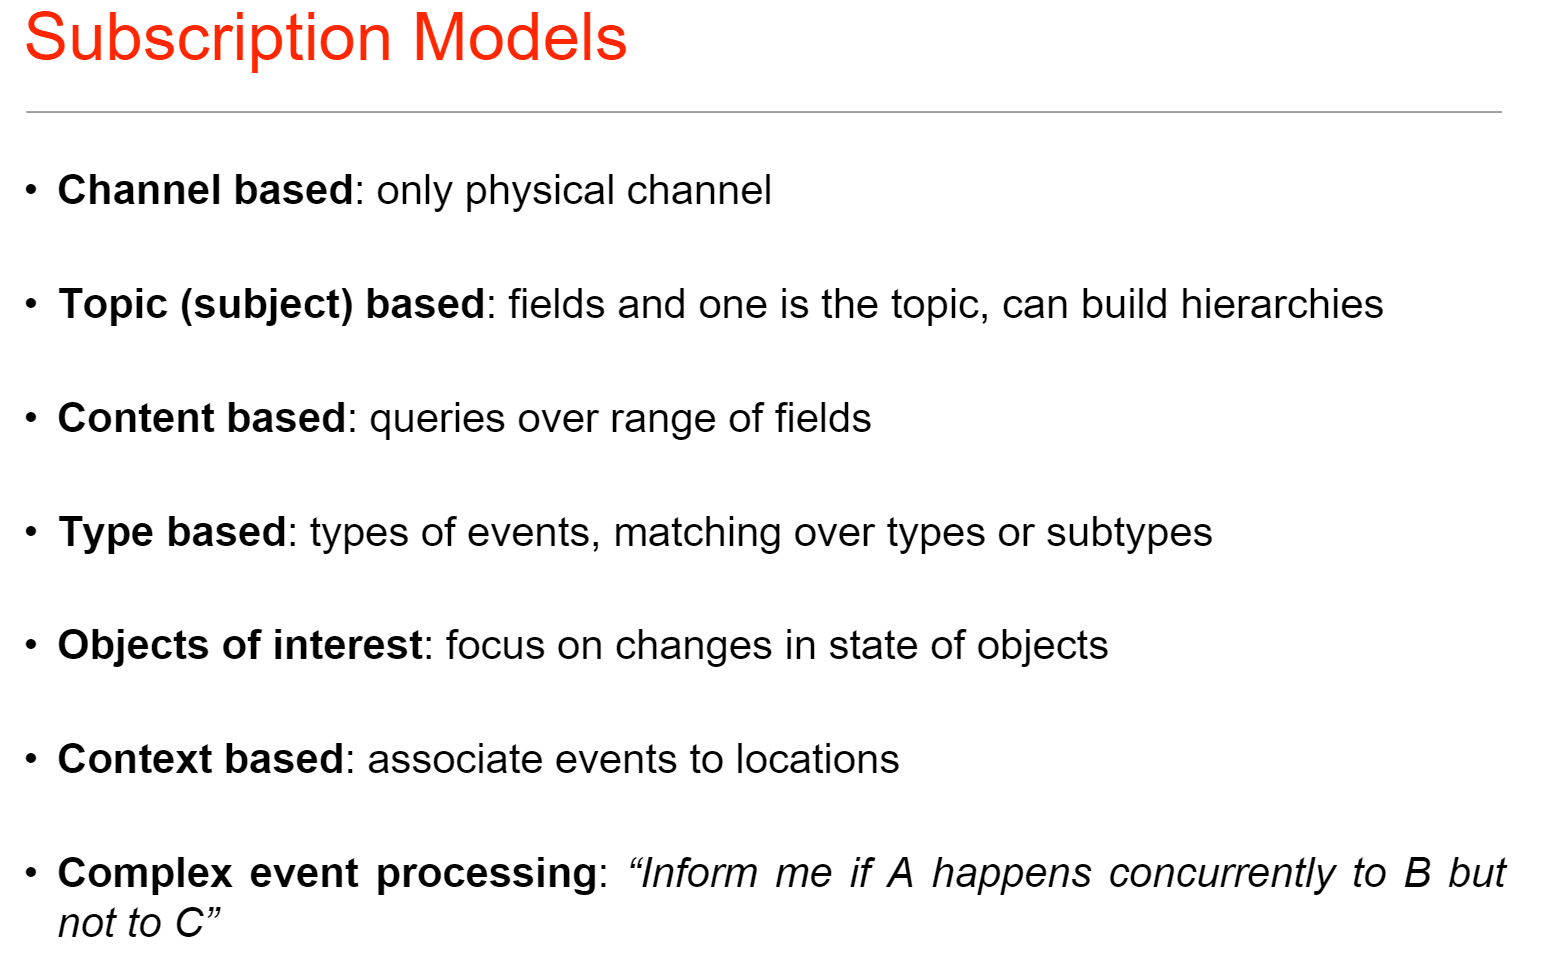 Subscription Models
• Channel based: only physical channel
• Topic (subject) based: fields and one is the topic, can build hierarchies
• Content based: queries over range of fields
• Type based: types of events, matching over types or subtypes
• Objects of interest: focus on changes in state of objects
• Context based: associate events to locations
• Complex event processing: “Inform me if A happens concurrently to B but
not to C”